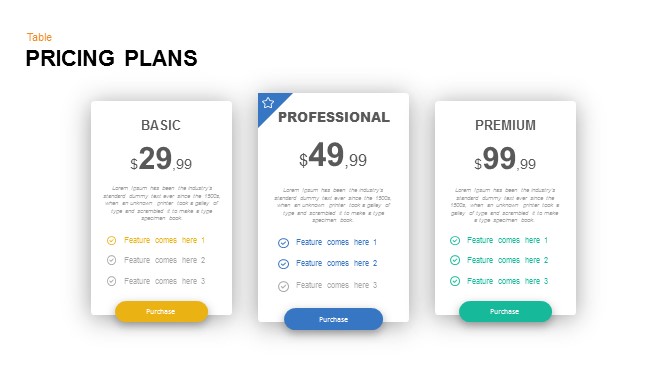 Table
PRICING PLANS
BASIC
$29,99
Lorem Ipsum has been the industry's
standard dummy text ever since the 1500s,
when an unknown printer took a galley of
type and scrambled it to make a type
specimen book.
Feature comes here 1
Feature comes here 2
Feature comes here 3
Purchase
PROFESSIONAL
$49,99
Lorem Ipsum has been the industry's
standard dummy text ever since the 1500s,
when an unknown printer took a galley of
type and scrambled it to make a type
specimen book.
Feature comes here 1
Feature comes here 2
Feature comes here 3
Purchase
PREMIUM
$99,99
Lorem Ipsum has been the industry's
standard dummy text ever since the
1500s, when an unknown printer took a
galley of type and scrambled it to make a
type specimen book.
Feature comes here 1
Feature comes here 2
Feature comes here 3
Purchase